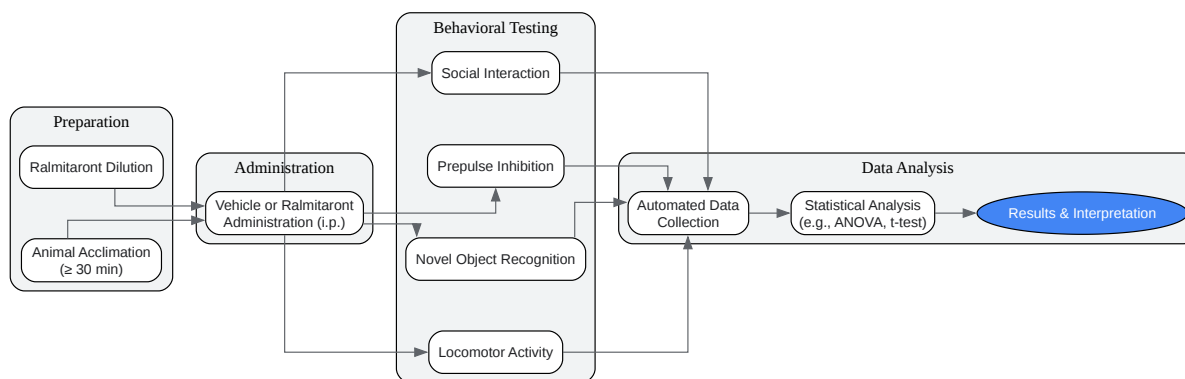 Preparation
Ralmitaront Dilution
Animal Acclimation
(≥ 30 min)
Administration
Vehicle or Ralmitaront
Administration (i.p.)
Behavioral Testing
Social Interaction
Prepulse Inhibition
Novel Object Recognition
Locomotor Activity
Data Analysis
Automated Data
Collection
Statistical Analysis
(e.g., ANOVA, t-test)
Results & Interpretation